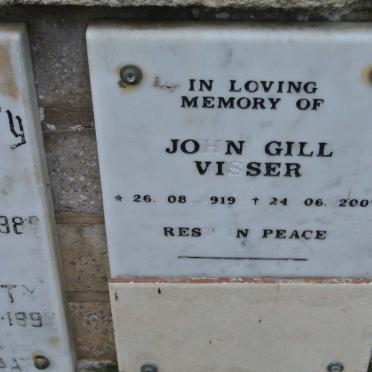 IN LOVING
MEMORY OF
JOHN GILL
VISSER
* 26. 08 919 † 24 06. 200
RES N PEACE